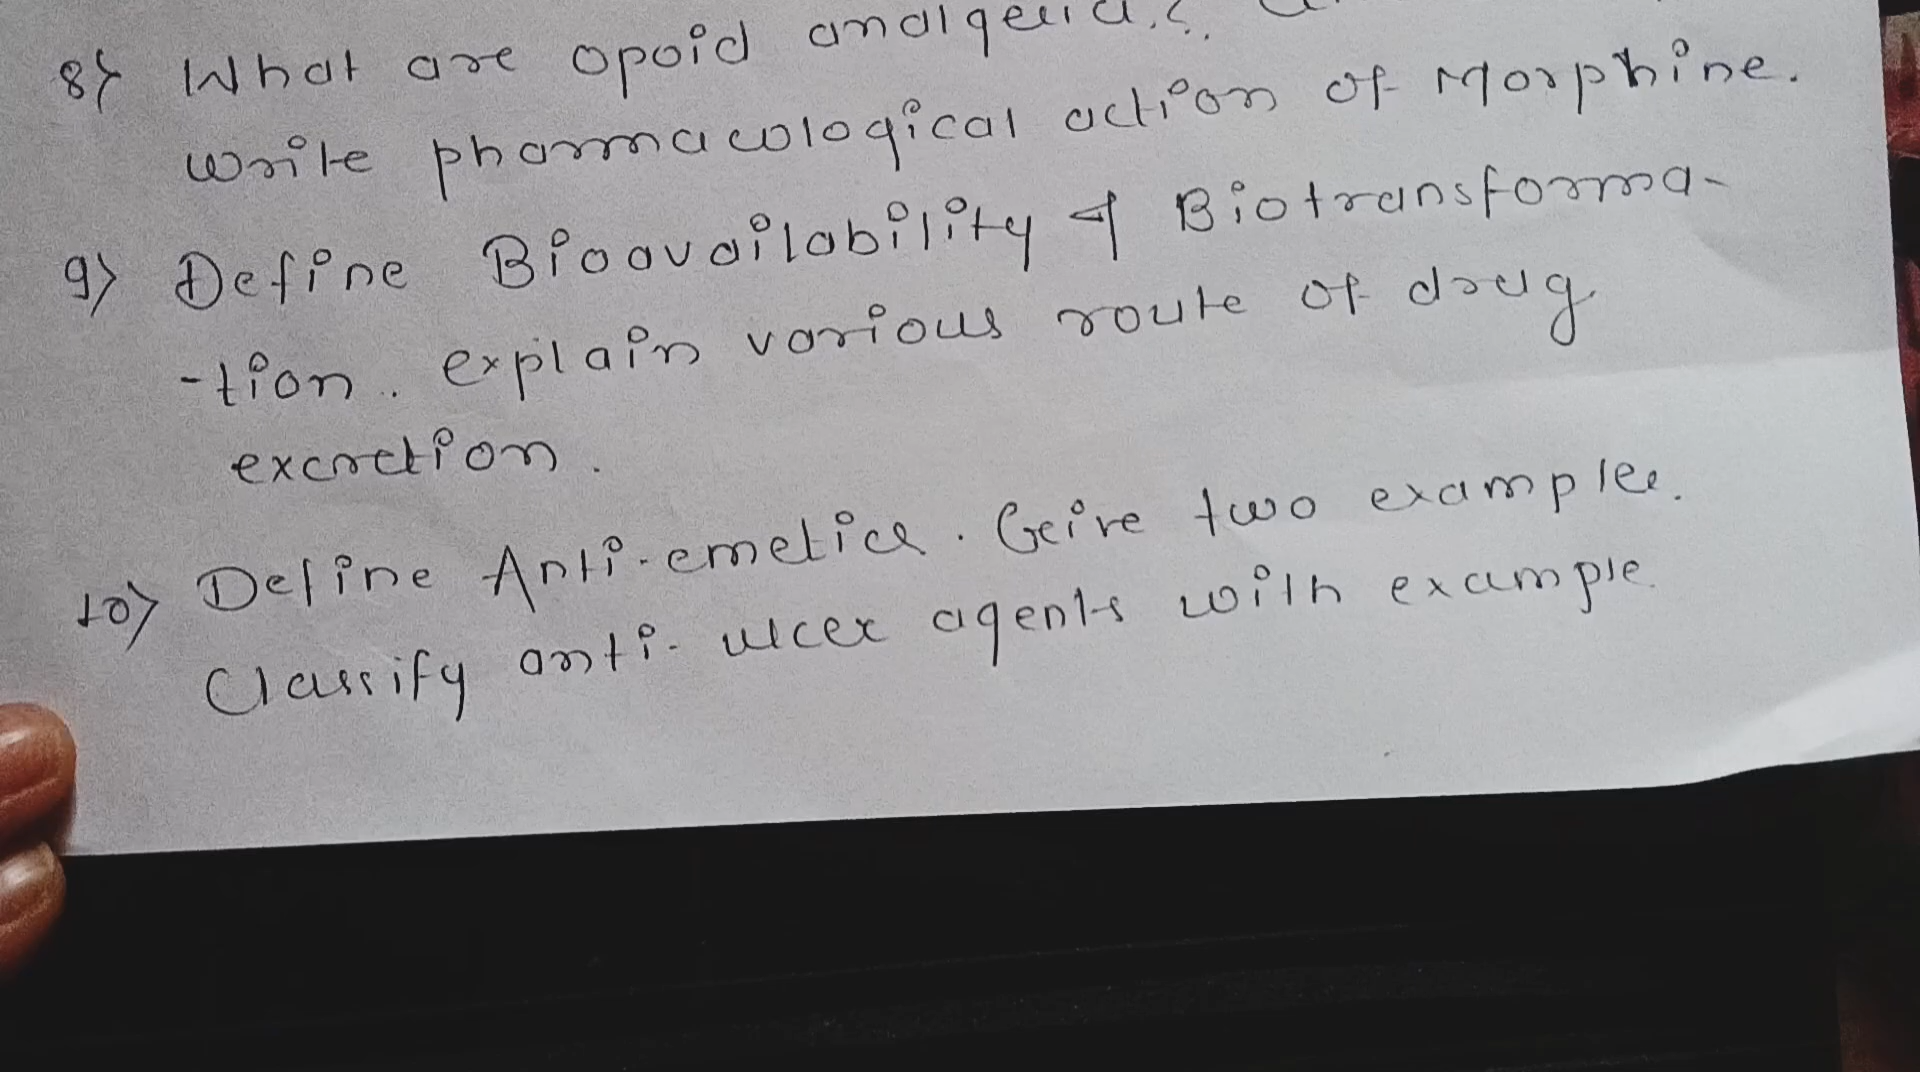 8) What are opoid analgesics?
write pharmacological action of Morphine.
9) Define Bioavailability & Biotransforma-
-tion. explain various route of drug
excretion.
10) Define Anti-emetics. Geive two examples.
Classify anti-ulcer agents with example.